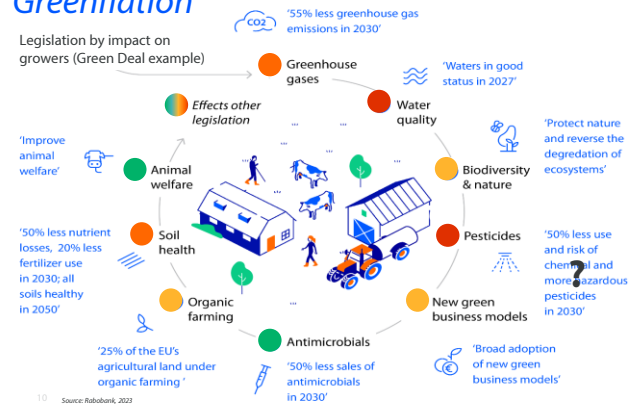 Greenflation
Legislation by impact on
growers (Green Deal example)
CO2
'55% less greenhouse gas
emissions in 2030'
Greenhouse
gases
'Waters in good
status in 2027'
Water
quality
Effects other
legislation
'Protect nature
and reverse the
degredation of
ecosystems'
Biodiversity
& nature
'Improve
animal
welfare'
Animal
welfare
'50% less nutrient
losses, 20% less
fertilizer use
in 2030; all
soils healthy
in 2050'
Soil
health
Pesticides
'50% less use
and risk of
chemical and
more hazardous
pesticides
in 2030'
?
Organic
farming
New green
business models
'25% of the EU's
agricultural land under
organic farming '
Antimicrobials
'50% less sales of
antimicrobials
in 2030'
€
'Broad adoption
of new green
business models'
10
Source: Rabobank, 2023